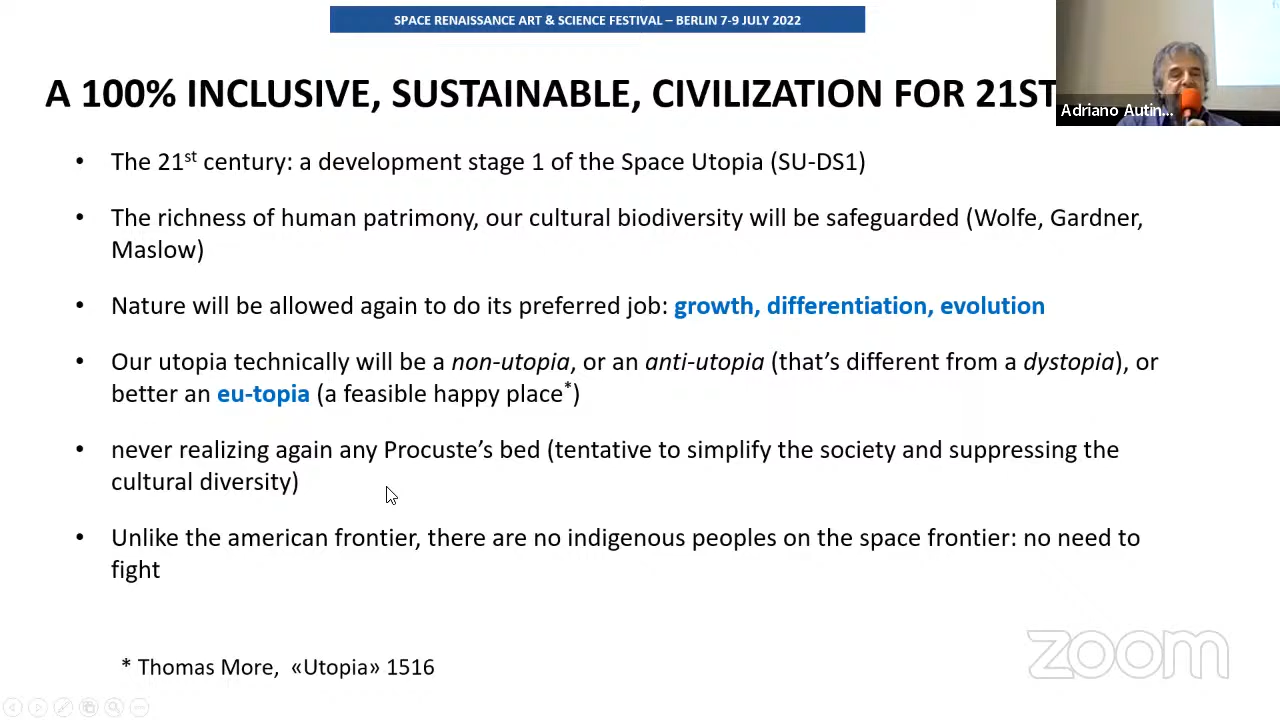 SPACE RENAISSANCE ART & SCIENCE FESTIVAL – BERLIN 7-9 JULY 2022
A 100% INCLUSIVE, SUSTAINABLE, CIVILIZATION FOR 21ST
Adriano Autin...
• The 21st century: a development stage 1 of the Space Utopia (SU-DS1)
• The richness of human patrimony, our cultural biodiversity will be safeguarded (Wolfe, Gardner,
Maslow)
• Nature will be allowed again to do its preferred job: growth, differentiation, evolution
• Our utopia technically will be a non-utopia, or an anti-utopia (that's different from a dystopia), or
better an eu-topia (a feasible happy place*)
• never realizing again any Procuste's bed (tentative to simplify the society and suppressing the
cultural diversity)
• Unlike the american frontier, there are no indigenous peoples on the space frontier: no need to
fight
* Thomas More, «Utopia» 1516
zoom